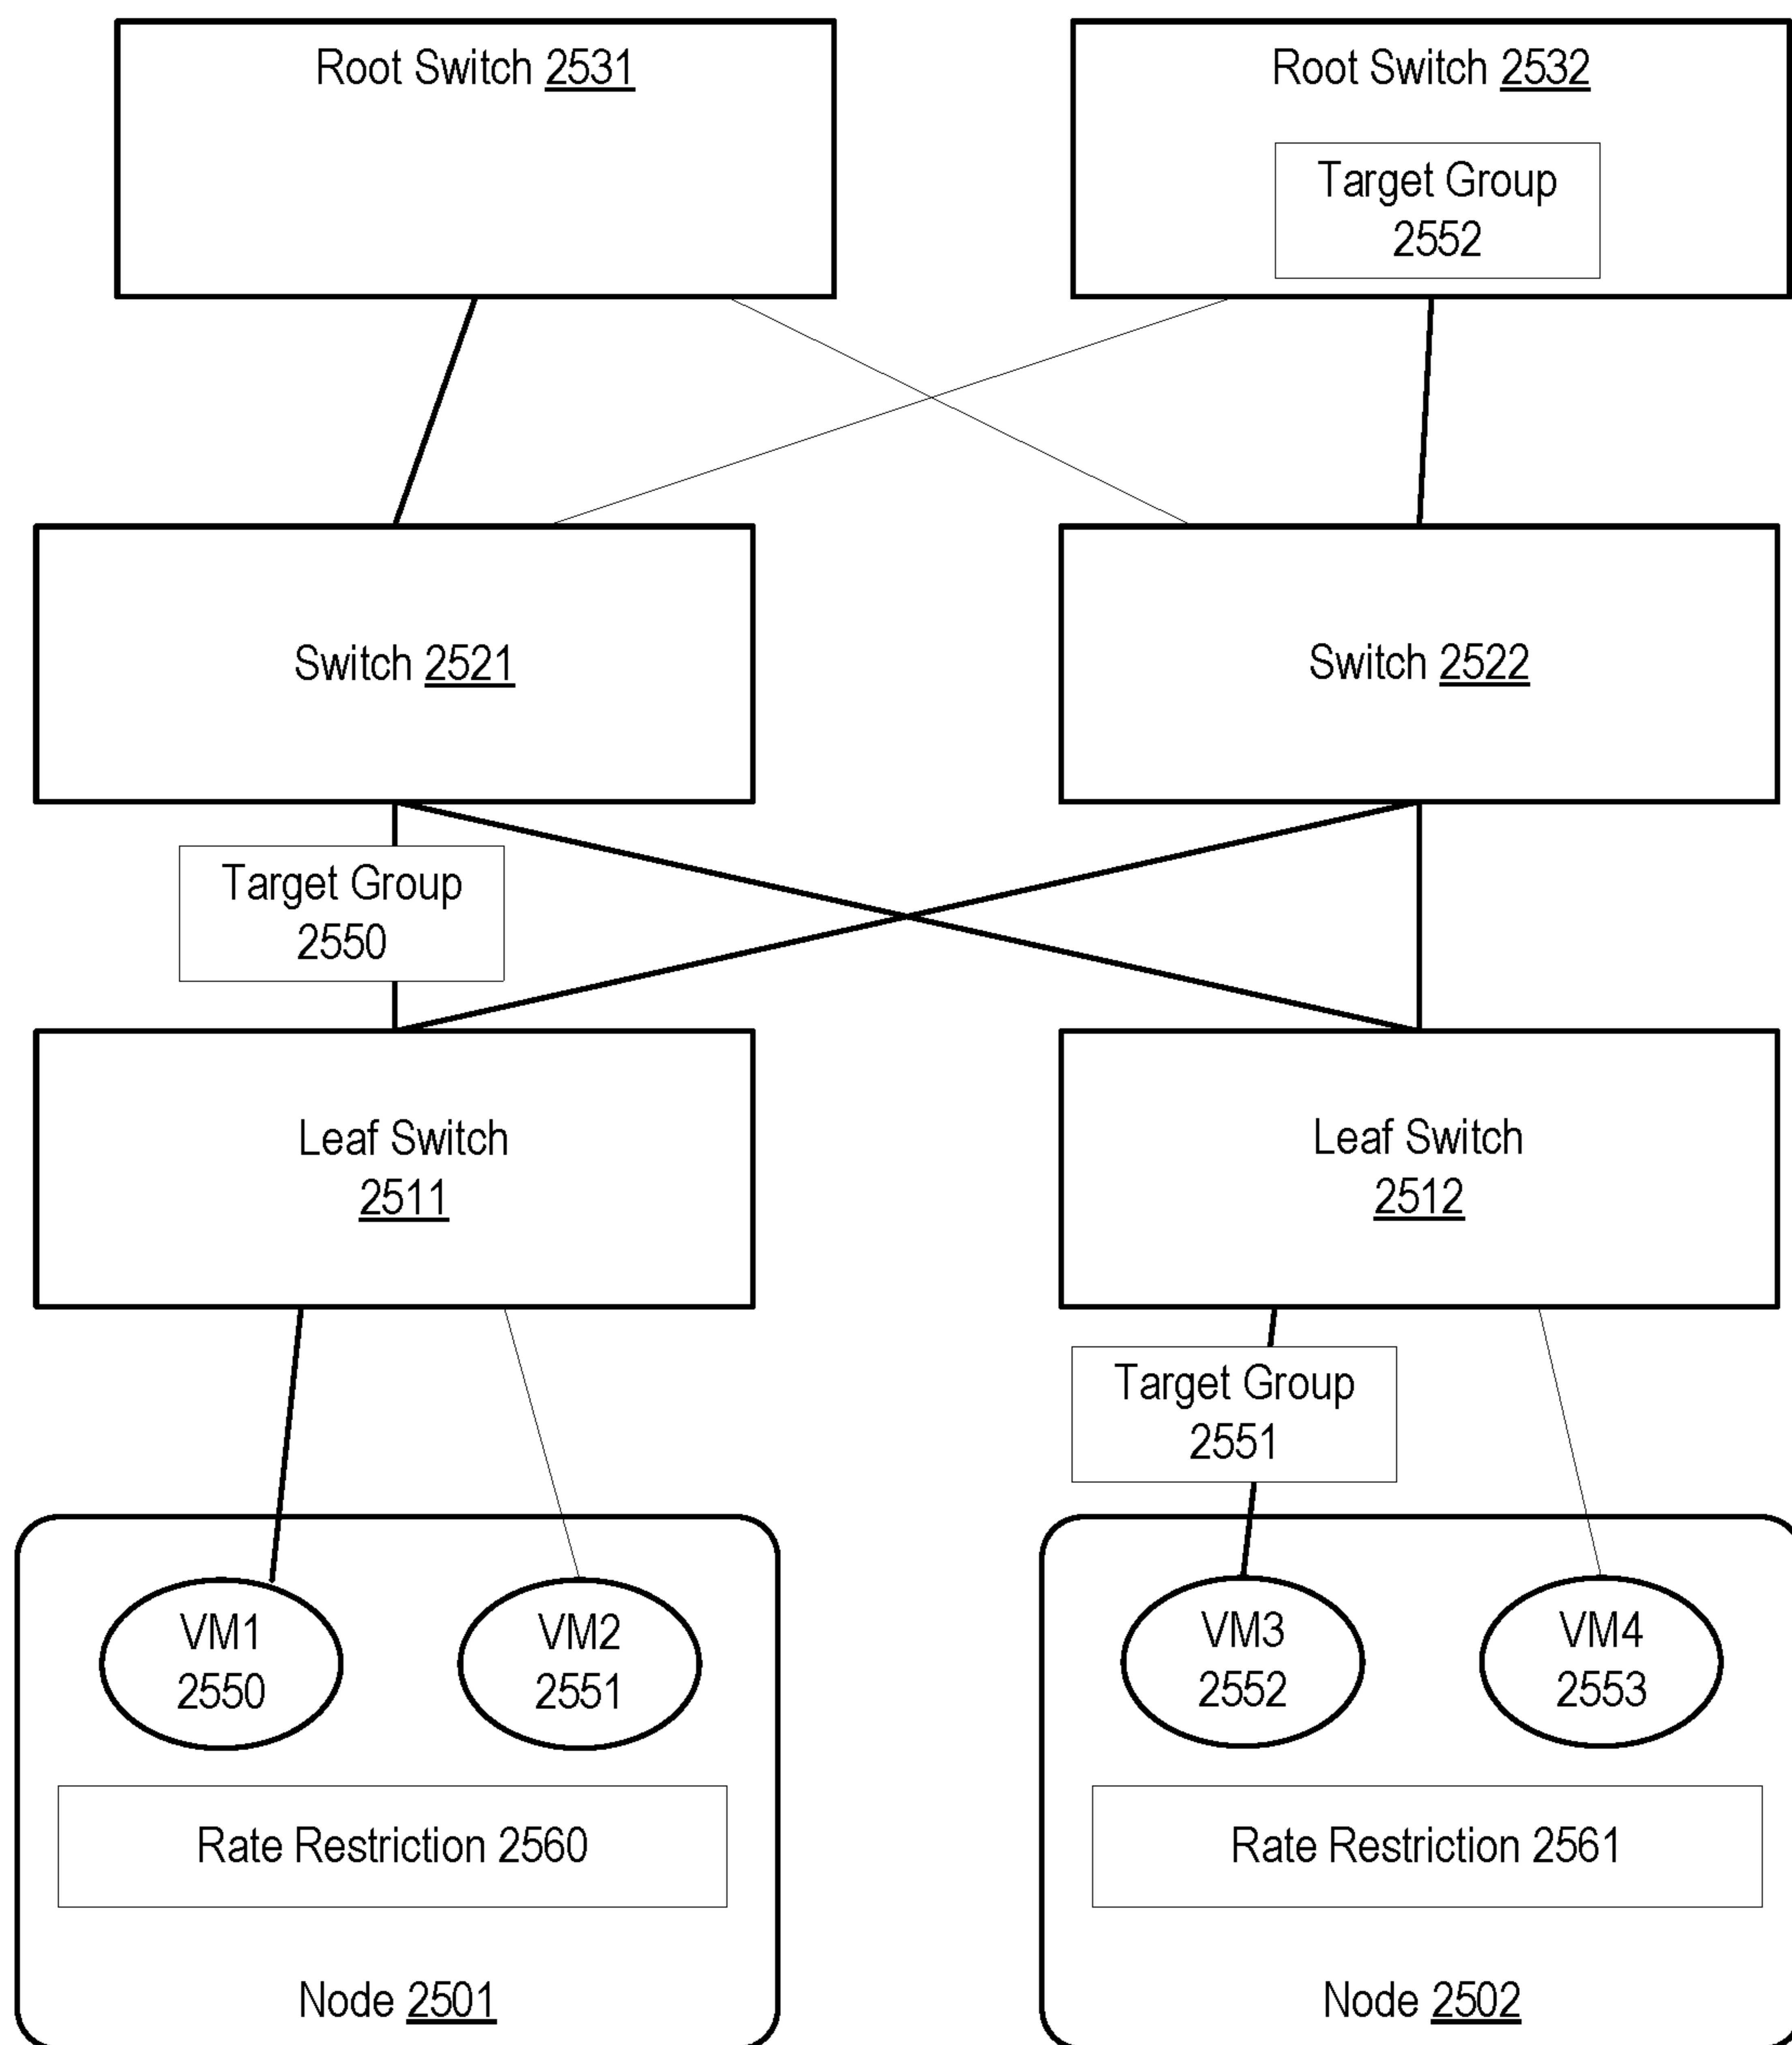 Root Switch 2531
Root Switch 2532
Target Group
2552
Switch 2521
Switch 2522
Target Group
2550
Leaf Switch
2511
Leaf Switch
2512
Target Group
2551
VM1
2550
VM2
2551
VM3
2552
VM4
2553
Rate Restriction 2560
Rate Restriction 2561
Node 2501
Node 2502